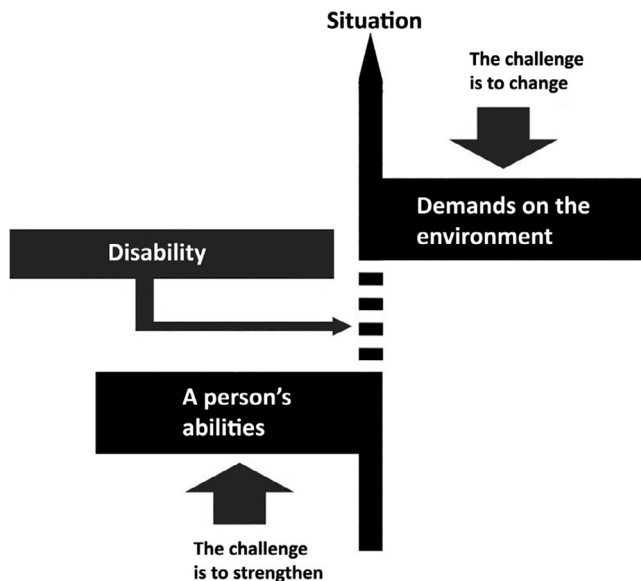 Situation
The challenge
is to change
Demands on the
environment
Disability
A person's
abilities
The challenge
is to strengthen